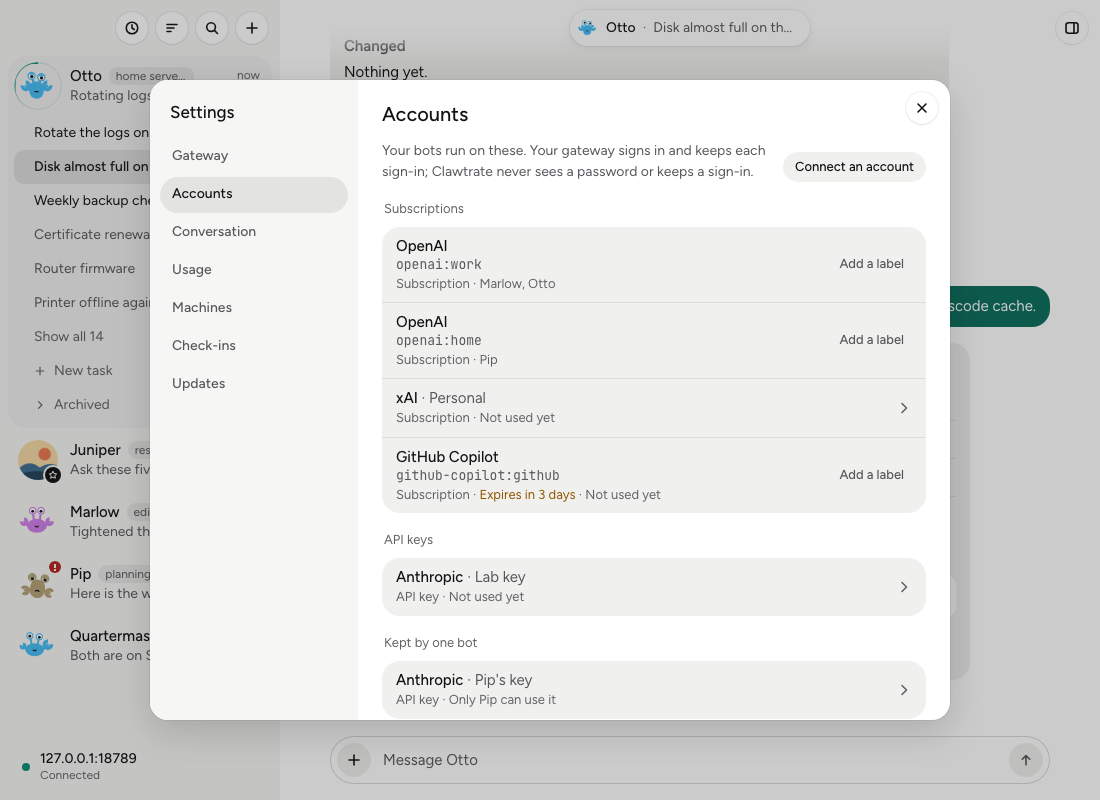 Otto · Disk almost full on th...
Changed
Nothing yet.
Otto home serve... now
Rotating logs
Rotate the logs on
Disk almost full on
Weekly backup che
Certificate renewa
Router firmware
Printer offline again
Show all 14
New task
Archived
Juniper res
Ask these fiv
Marlow edi
Tightened th
Pip planning
Here is the w
Quartermas
Both are on S
127.0.0.1:18789
Connected
Settings
Gateway
Accounts
Conversation
Usage
Machines
Check-ins
Updates
Accounts
Your bots run on these. Your gateway signs in and keeps each
sign-in; Clawtrate never sees a password or keeps a sign-in.
Connect an account
Subscriptions
OpenAI
openai:work
Subscription · Marlow, Otto
Add a label
OpenAI
openai:home
Subscription · Pip
Add a label
xAI · Personal
Subscription · Not used yet
GitHub Copilot
github-copilot:github
Subscription · Expires in 3 days · Not used yet
Add a label
API keys
Anthropic · Lab key
API key · Not used yet
Kept by one bot
Anthropic · Pip's key
API key · Only Pip can use it
scode cache.
Message Otto